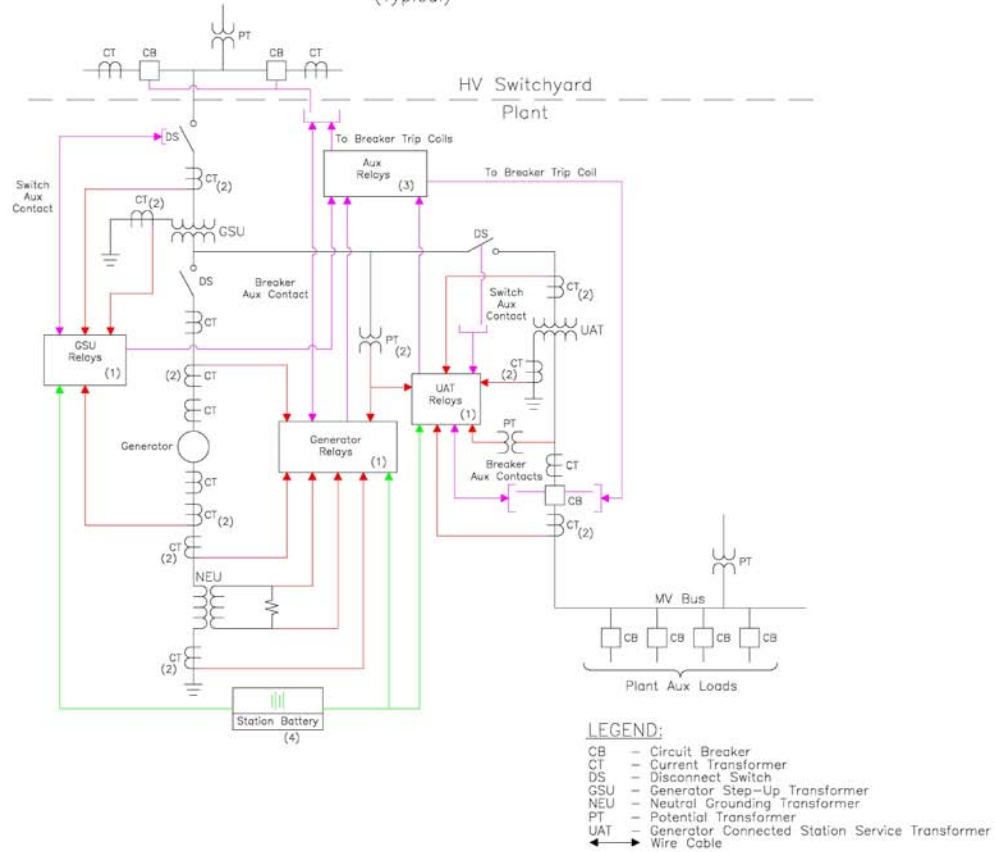 (Typical)
PT
CT
CB
CB
CT
HV Switchyard
Plant
DS
To Breaker Trip Coils
Aux
Relays
(3)
To Breaker Trip Coil
Switch
Aux
Contact
CT
(2)
CT
(2)
GSU
DS
DS
Breaker
Aux Contact
Switch
Aux
Contact
CT
(2)
CT
UAT
PT
(2)
GSU
Relays
(1)
(2)
CT
CT
(2)
UAT
Relays
(1)
CT
Generator
Generator
Relays
(1)
PT
Breaker
Aux Contacts
CT
CT
CB
CT
(2)
CT
(2)
CT
(2)
NEU
PT
MV Bus
CB
CB
CB
CB
CT
(2)
Plant Aux Loads
Station Battery
(4)
LEGEND:
CB – Circuit Breaker
CT – Current Transformer
DS – Disconnect Switch
GSU – Generator Step-Up Transformer
NEU – Neutral Grounding Transformer
PT – Potential Transformer
UAT – Generator Connected Station Service Transformer
Wire Cable